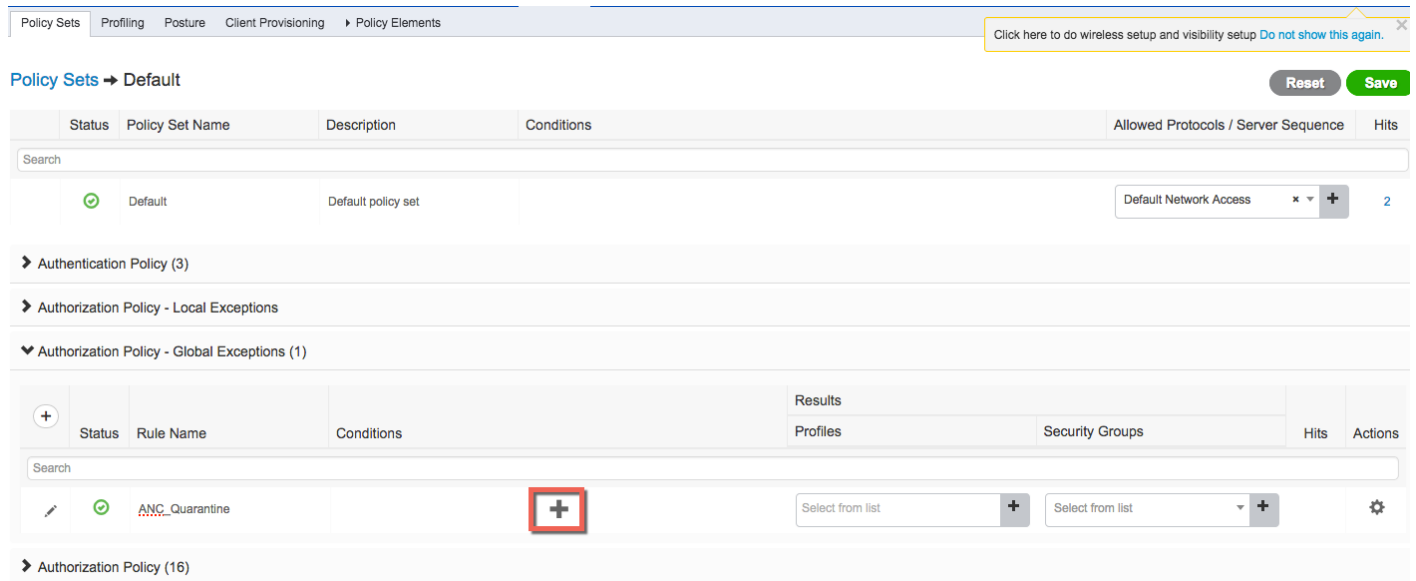 Policy Sets Profiling Posture Client Provisioning Policy Elements
Click here to do wireless setup and visibility setup Do not show this again.
Policy Sets → Default
Reset Save
Status Policy Set Name Description Conditions Allowed Protocols / Server Sequence Hits
Search
Default Default policy set Default Network Access × 2
Authentication Policy (3)
Authorization Policy - Local Exceptions
Authorization Policy - Global Exceptions (1)
Results
Status Rule Name Conditions Profiles Security Groups Hits Actions
Search
ANC_Quarantine Select from list Select from list
Authorization Policy (16)